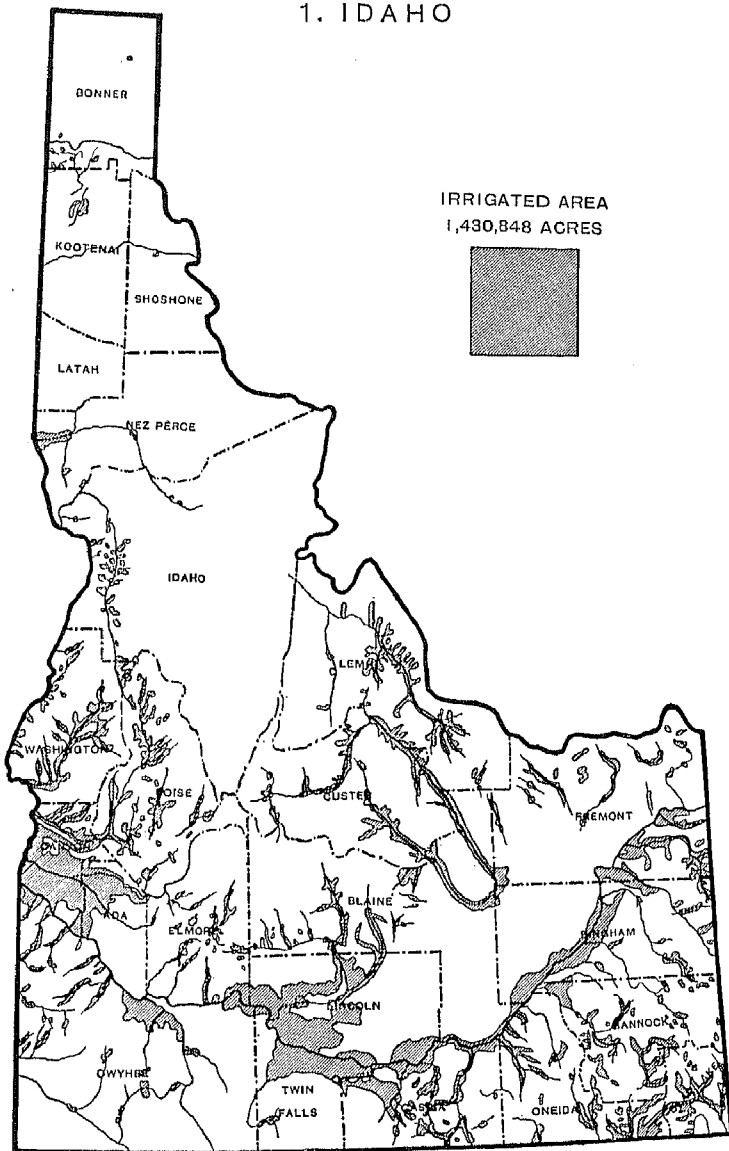 1. IDAHO
BONNER
IRRIGATED AREA
1,430,848 ACRES
KOOTENAI
SHOSHONE
LATAH
NEZ PERCE
IDAHO
LEMHI
WASHINGTON
BOISE
CUSTER
FREMONT
ADA
BLAINE
ELMORE
BINGHAM
LINCOLN
BANNOCK
OWYHEE
TWIN
FALLS
CASSIA
ONEIDA